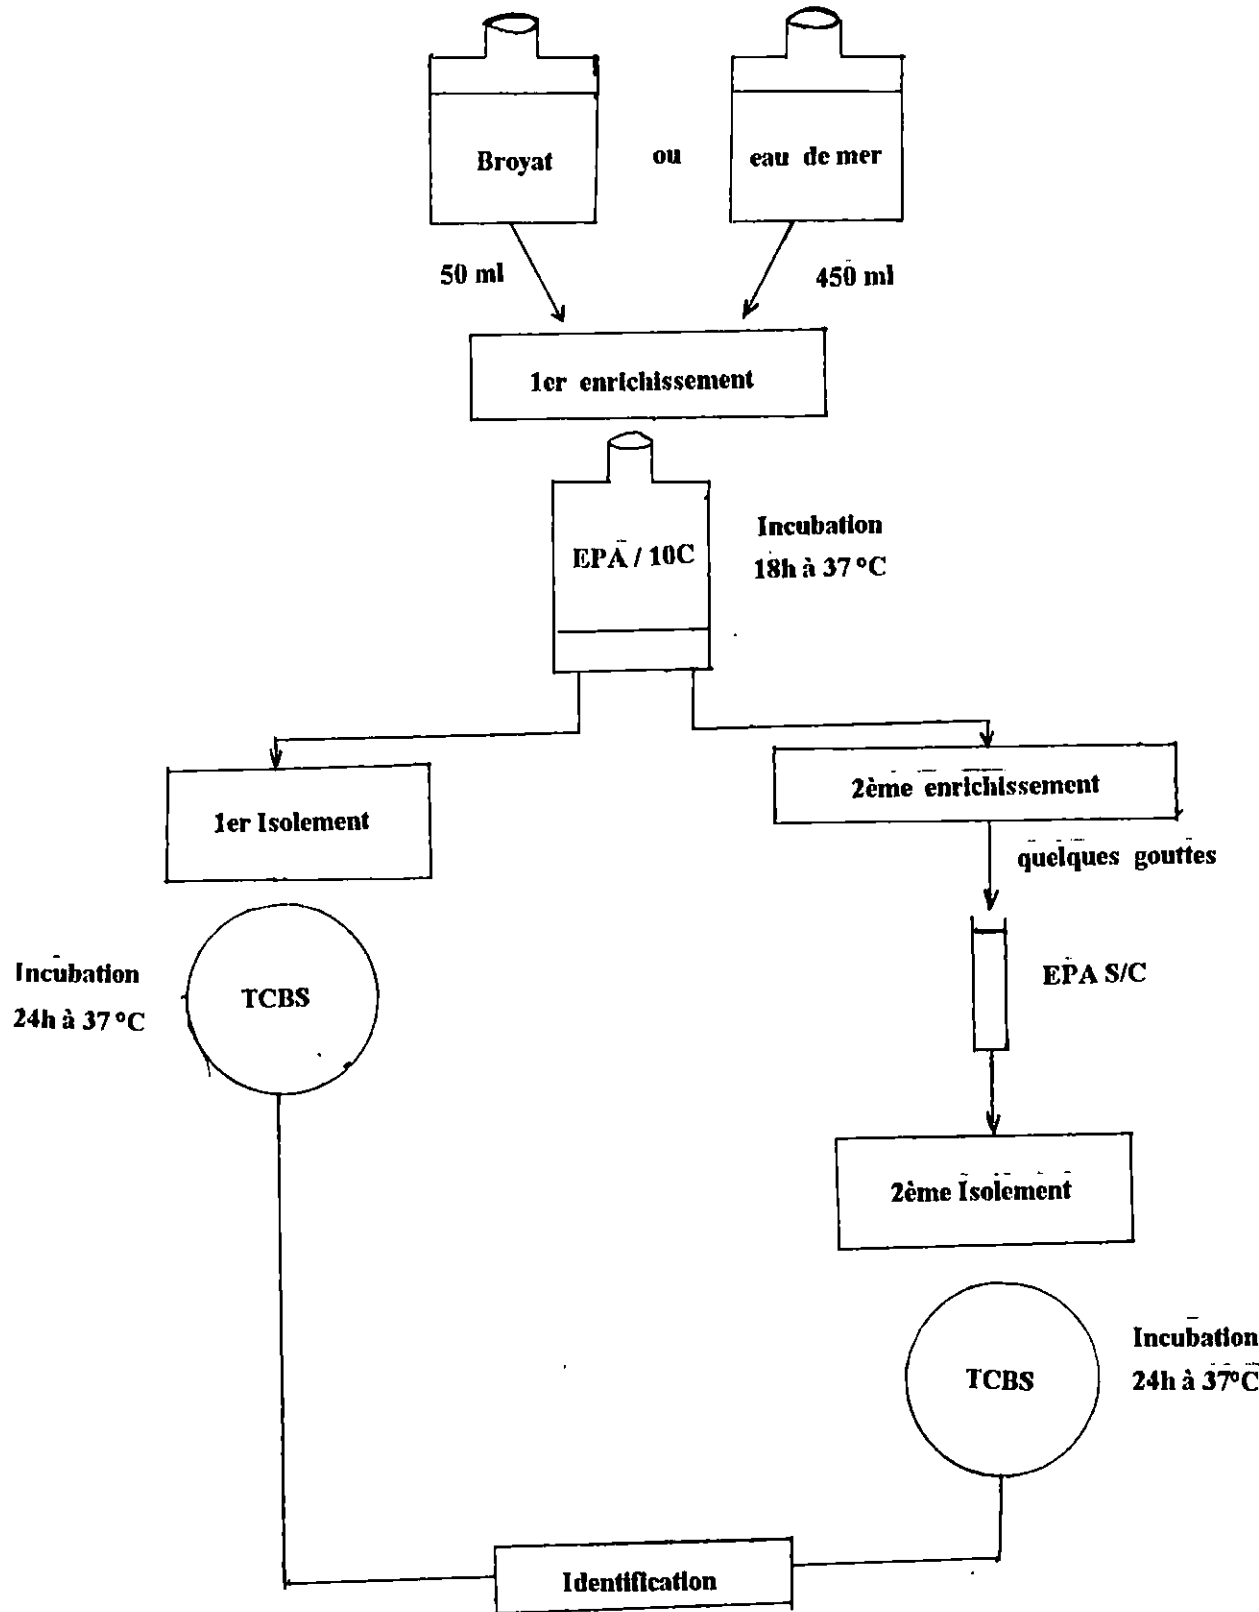 Broyat
ou
eau de mer
50 ml
450 ml
1er enrichissement
EPA / 10C
Incubation
18h à 37 °C
1er Isolement
2ème enrichissement
quelques gouttes
Incubation
24h à 37 °C
TCBS
EPA S/C
2ème Isolement
TCBS
Incubation
24h à 37°C
Identification